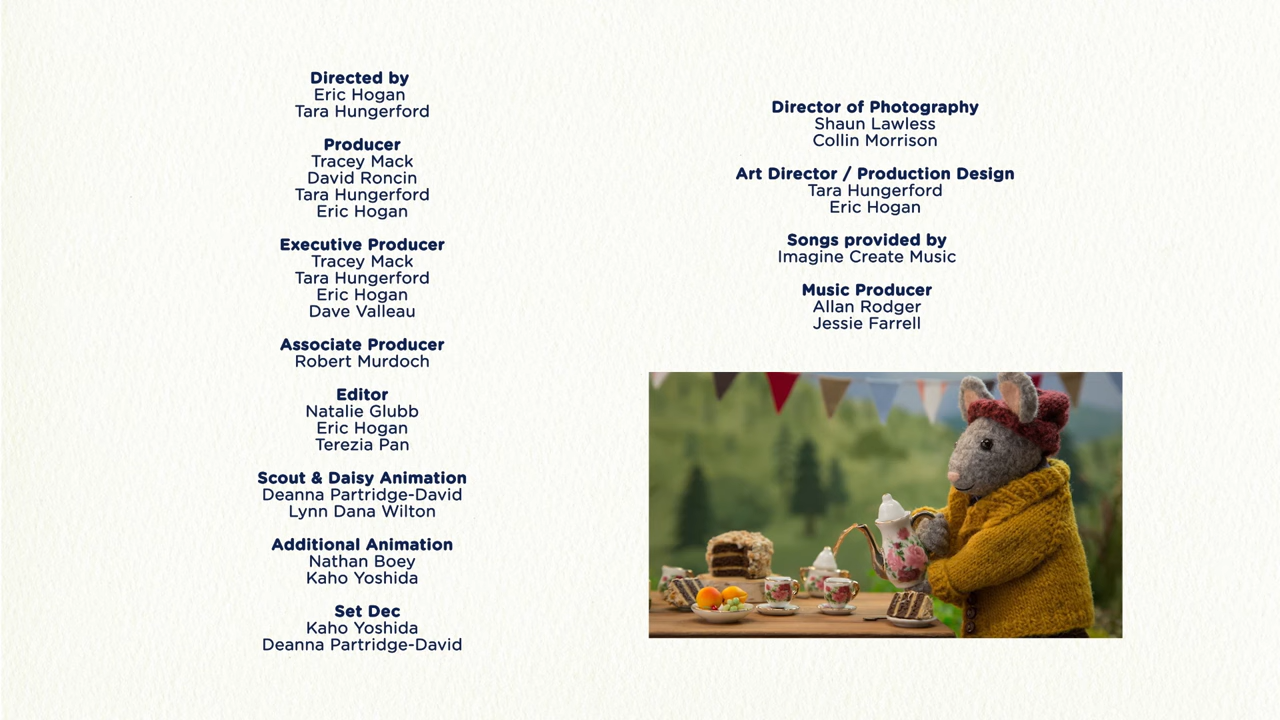 Directed by
Eric Hogan
Tara Hungerford
Producer
Tracey Mack
David Roncin
Tara Hungerford
Eric Hogan
Executive Producer
Tracey Mack
Tara Hungerford
Eric Hogan
Dave Valleau
Associate Producer
Robert Murdoch
Editor
Natalie Glubb
Eric Hogan
Terezia Pan
Scout & Daisy Animation
Deanna Partridge-David
Lynn Dana Wilton
Additional Animation
Nathan Boey
Kaho Yoshida
Set Dec
Kaho Yoshida
Deanna Partridge-David
Director of Photography
Shaun Lawless
Collin Morrison
Art Director / Production Design
Tara Hungerford
Eric Hogan
Songs provided by
Imagine Create Music
Music Producer
Allan Rodger
Jessie Farrell